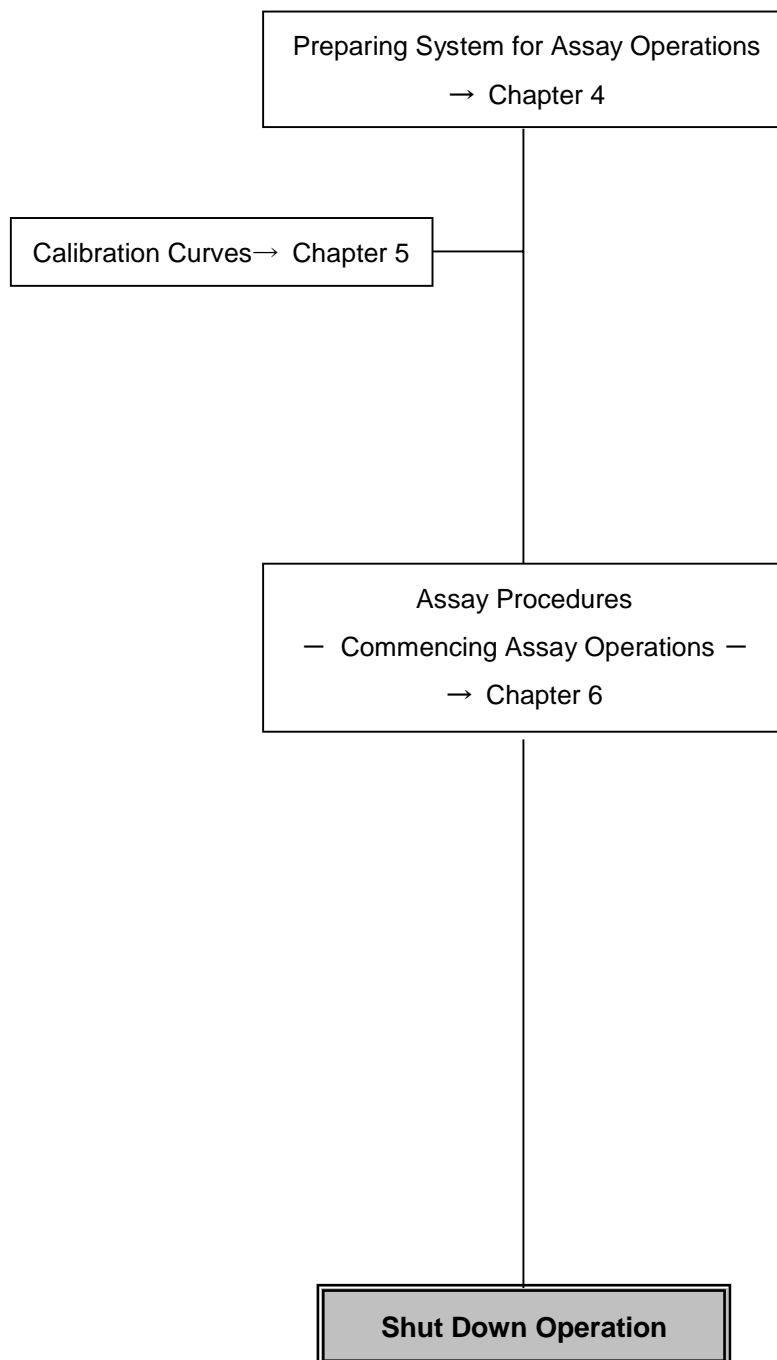 Preparing System for Assay Operations
→ Chapter 4
Calibration Curves→ Chapter 5
Assay Procedures
— Commencing Assay Operations —
→ Chapter 6
Shut Down Operation